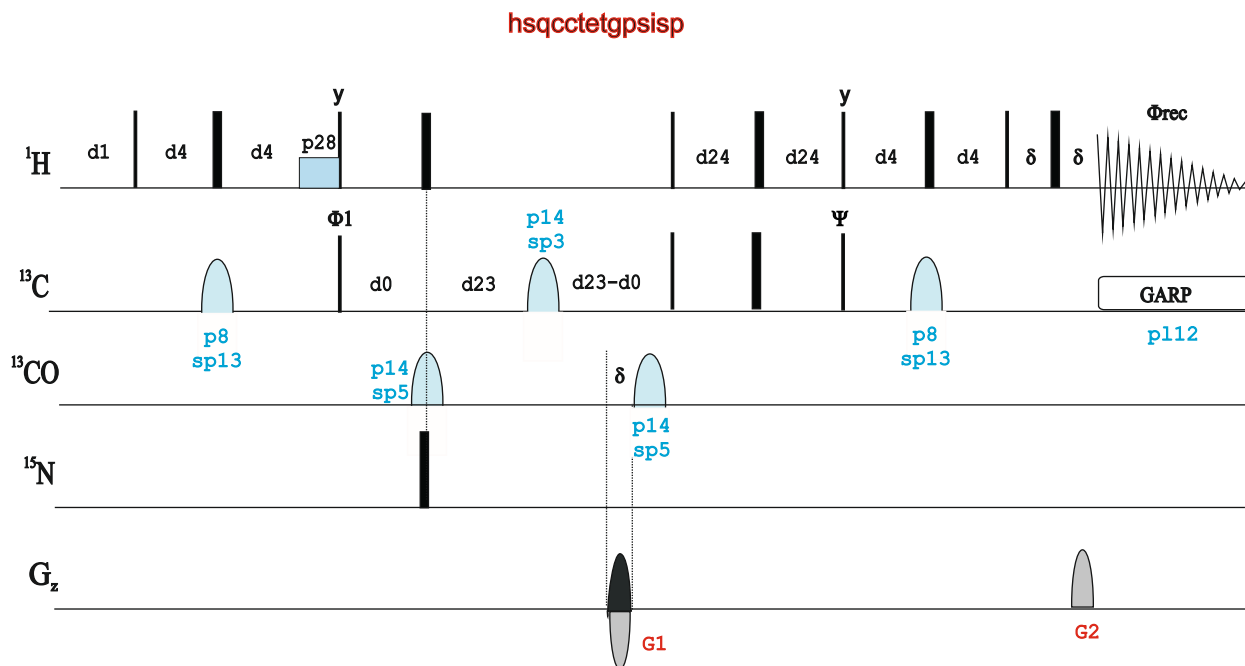 hsqcctetgpsisp
y y
Φrec
p28
d1 d4 d4 d24 d24 d4 d4 δ δ
¹H
Φ1 p14 Ψ
sp3
¹³C
d0 d23 d23-d0
GARP
p8 p8 pl12
sp13 sp13
¹³CO
p14 δ
sp5
p14
sp5
¹⁵N
G_z
G1 G2